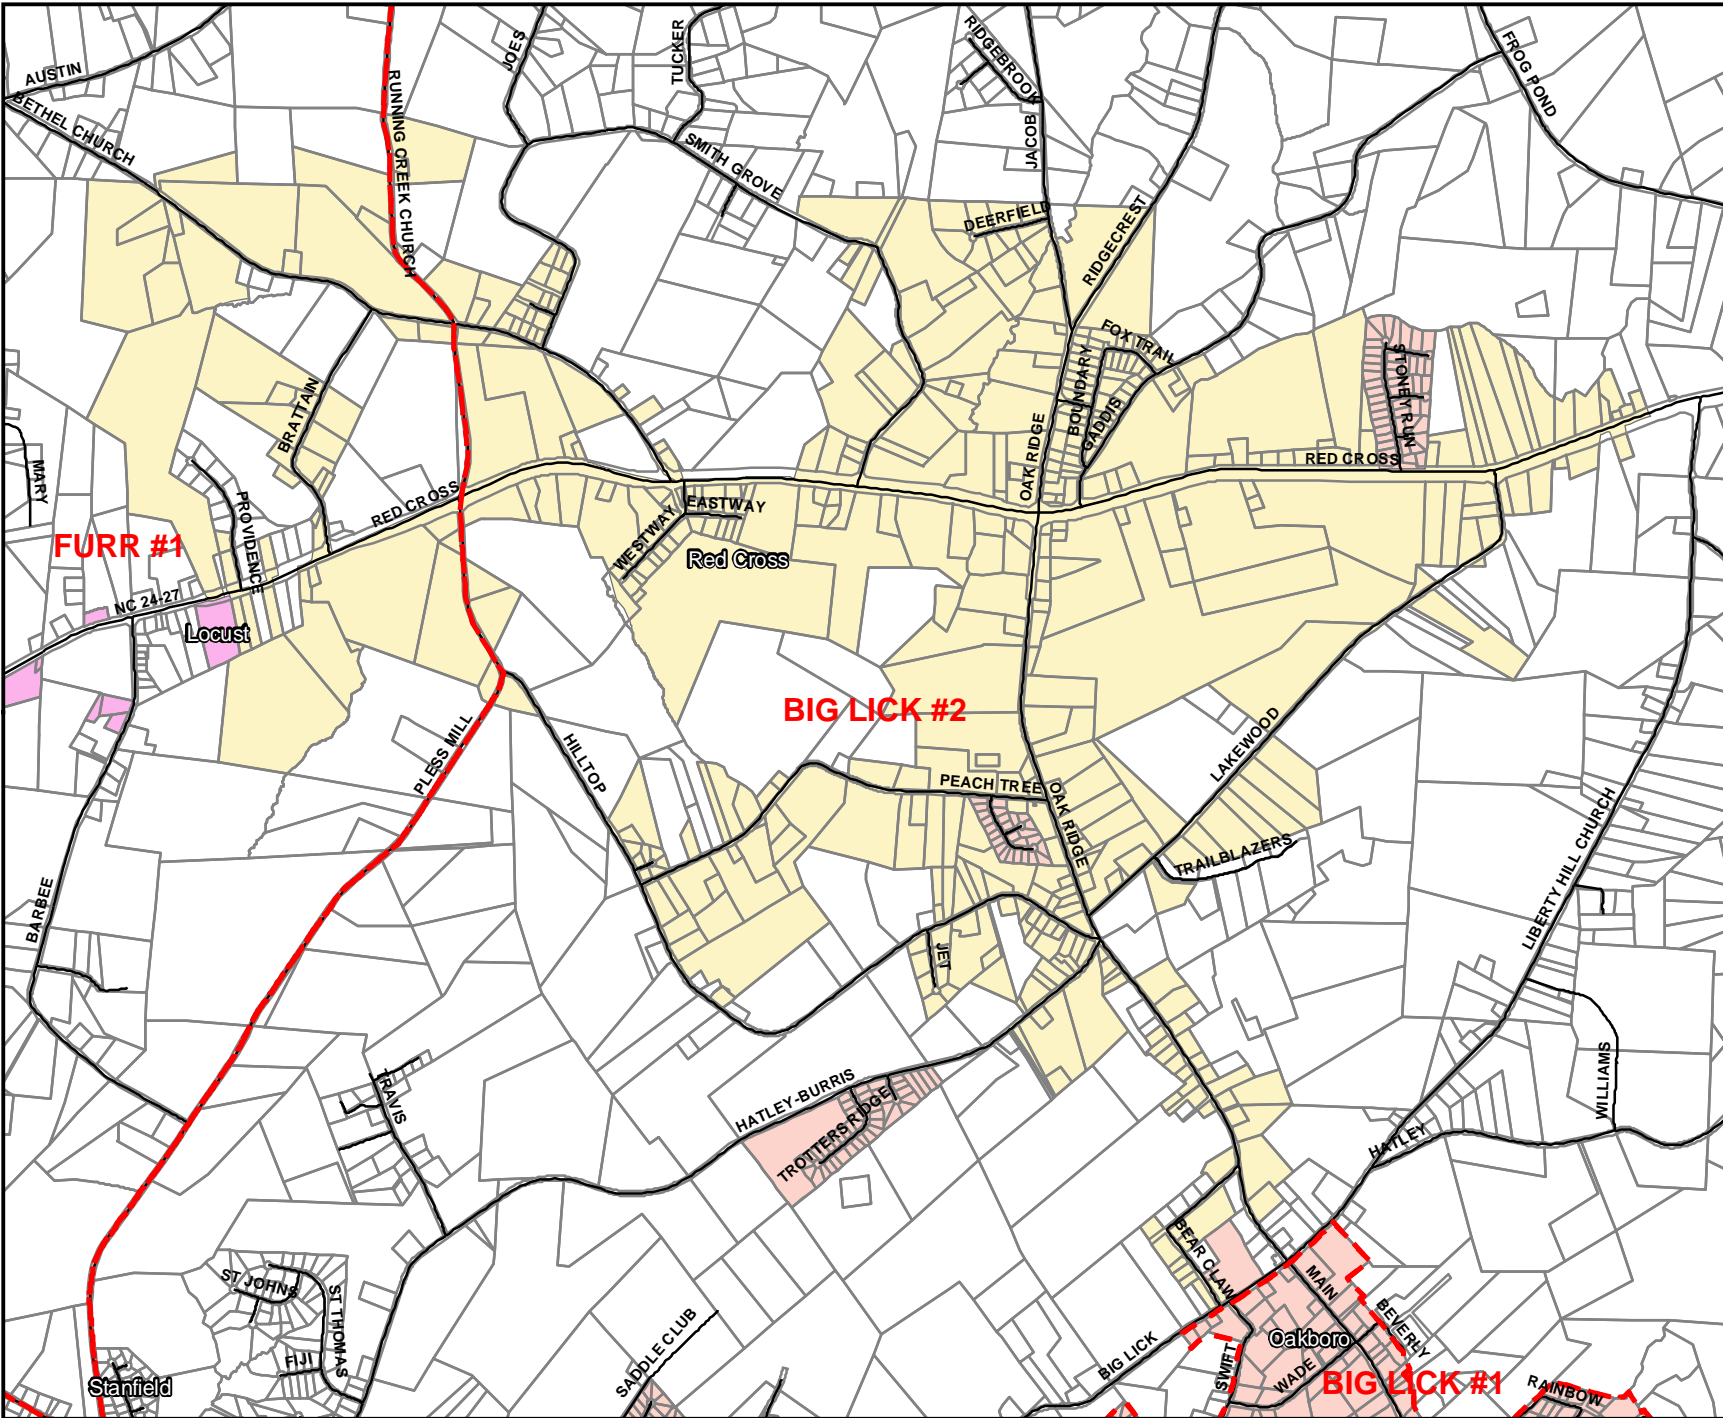 AUSTIN
BETHEL CHURCH
RUNNING CREEK CHURCH
JOES
TUCKER
SMITH GROVE
RIDGEBROOK
JACOB
FROG POND
DEERFIELD
RIDGECREST
FOX TRAIL
BOUNDARY
GADDIS
OAK RIDGE
STONEY RUN
RED CROSS
BRATTAIN
MARY
PROVIDENCE
RED CROSS
EASTWAY
WESTWAY
Red Cross
FURR #1
NC 24-27
Locust
BIG LICK #2
PLESS MILL
HILLTOP
LAKEWOOD
PEACH TREE
OAK RIDGE
TRAILBLAZERS
LIBERTY HILL CHURCH
BARBEE
JET
TRAVIS
HATLEY-BURRIS
TROTTERS RIDGE
WILLIAMS
HATLEY
BEAR CLAW
MAIN
ST JOHNS
ST THOMAS
FIJI
Stanfield
SADDLE CLUB
BIG LICK
SWIFT
Oakboro
WADE
BEVERLY
BIG LICK #1
RAINBOW